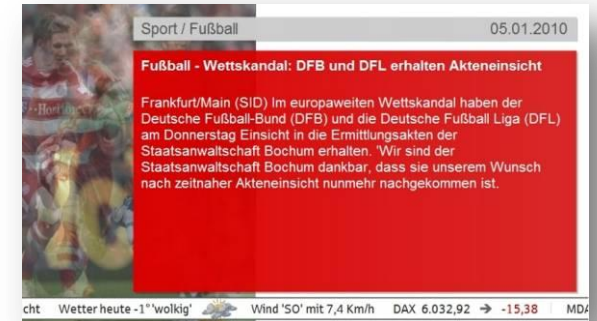 Sport / Fußball 05.01.2010
Fußball - Wettskandal: DFB und DFL erhalten Akteneinsicht
Frankfurt/Main (SID) Im europaweiten Wettskandal haben der
Deutsche Fußball-Bund (DFB) und die Deutsche Fußball Liga (DFL)
am Donnerstag Einsicht in die Ermittlungsakten der
Staatsanwaltschaft Bochum erhalten. 'Wir sind der
Staatsanwaltschaft Bochum dankbar, dass sie unserem Wunsch
nach zeitnaher Akteneinsicht nunmehr nachgekommen ist.
cht Wetter heute -1° 'wolkig' Wind 'SO' mit 7,4 Km/h DAX 6.032,92 → -15,38 MDA